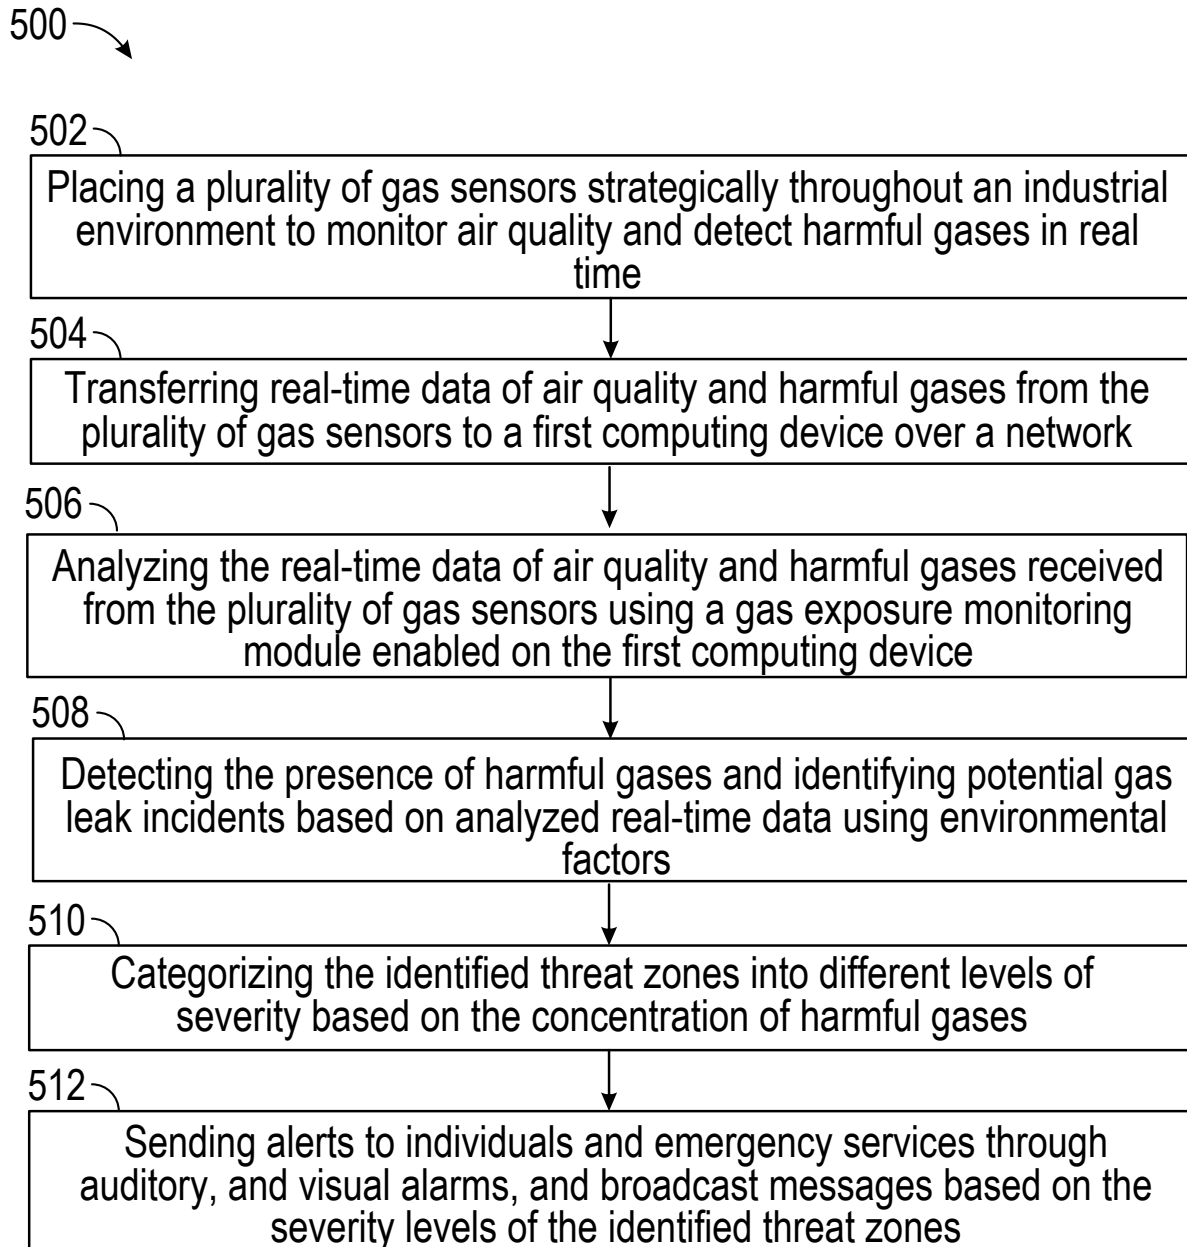 500
502
Placing a plurality of gas sensors strategically throughout an industrial
environment to monitor air quality and detect harmful gases in real
time
504
Transferring real-time data of air quality and harmful gases from the
plurality of gas sensors to a first computing device over a network
506
Analyzing the real-time data of air quality and harmful gases received
from the plurality of gas sensors using a gas exposure monitoring
module enabled on the first computing device
508
Detecting the presence of harmful gases and identifying potential gas
leak incidents based on analyzed real-time data using environmental
factors
510
Categorizing the identified threat zones into different levels of
severity based on the concentration of harmful gases
512
Sending alerts to individuals and emergency services through
auditory, and visual alarms, and broadcast messages based on the
severity levels of the identified threat zones